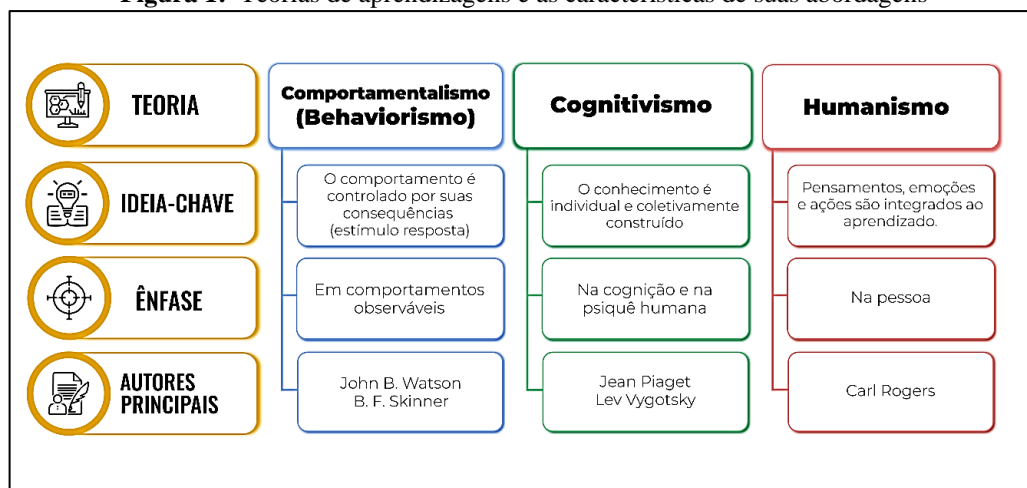 Figura 1: Teorias de aprendizagens e as características de suas abordagens
TEORIA
Comportamentalismo
(Behaviorismo)
Cognitivismo
Humanismo
IDEIA-CHAVE
O comportamento é
controlado por suas
consequências
(estímulo resposta)
O conhecimento é
individual e coletivamente
construído
Pensamentos, emoções
e ações são integrados ao
aprendizado.
ÊNFASE
Em comportamentos
observáveis
Na cognição e na
psiquê humana
Na pessoa
AUTORES
PRINCIPAIS
John B. Watson
B. F. Skinner
Jean Piaget
Lev Vygotsky
Carl Rogers